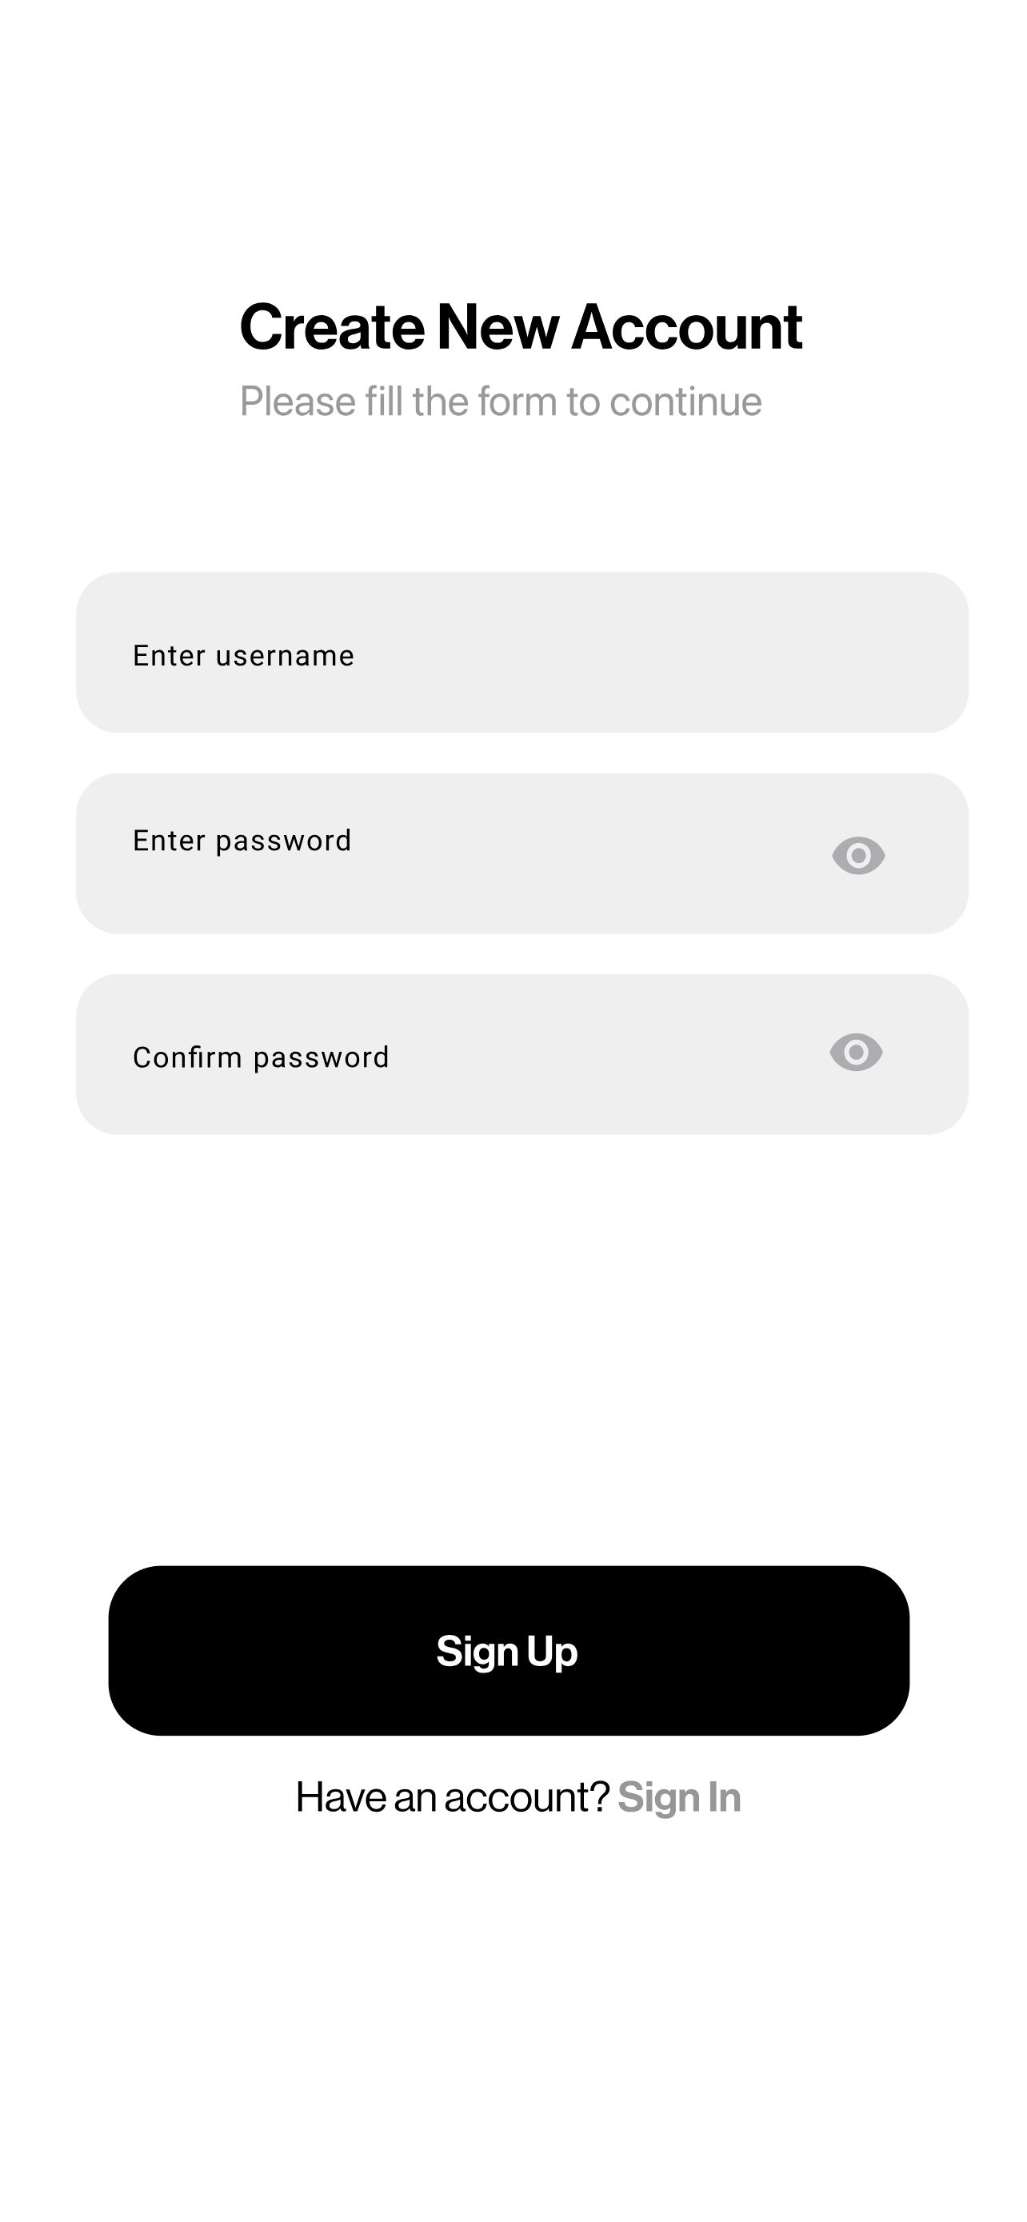 Create New Account
Please fill the form to continue
Enter username
Enter password
Confirm password
Sign Up
Have an account? Sign In